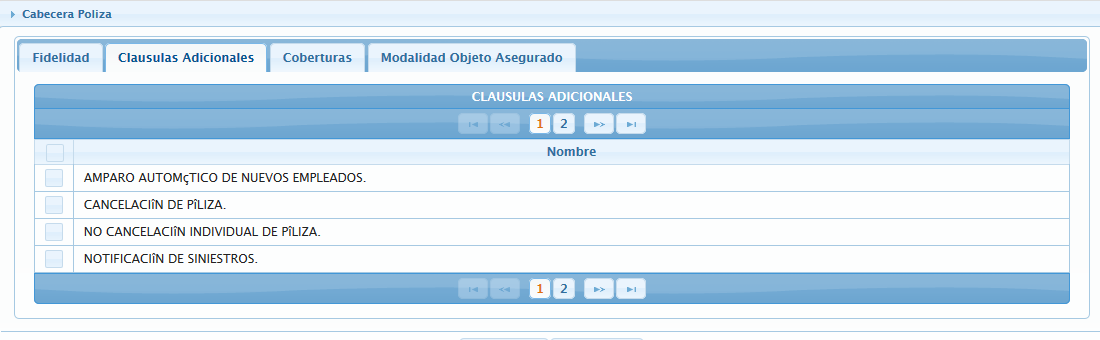 Cabecera Poliza
Fidelidad Clausulas Adicionales Coberturas Modalidad Objeto Asegurado
CLAUSULAS ADICIONALES
1 2
Nombre
AMPARO AUTOMçTICO DE NUEVOS EMPLEADOS.
CANCELACIîN DE PîLIZA.
NO CANCELACIîN INDIVIDUAL DE PîLIZA.
NOTIFICACIîN DE SINIESTROS.
1 2